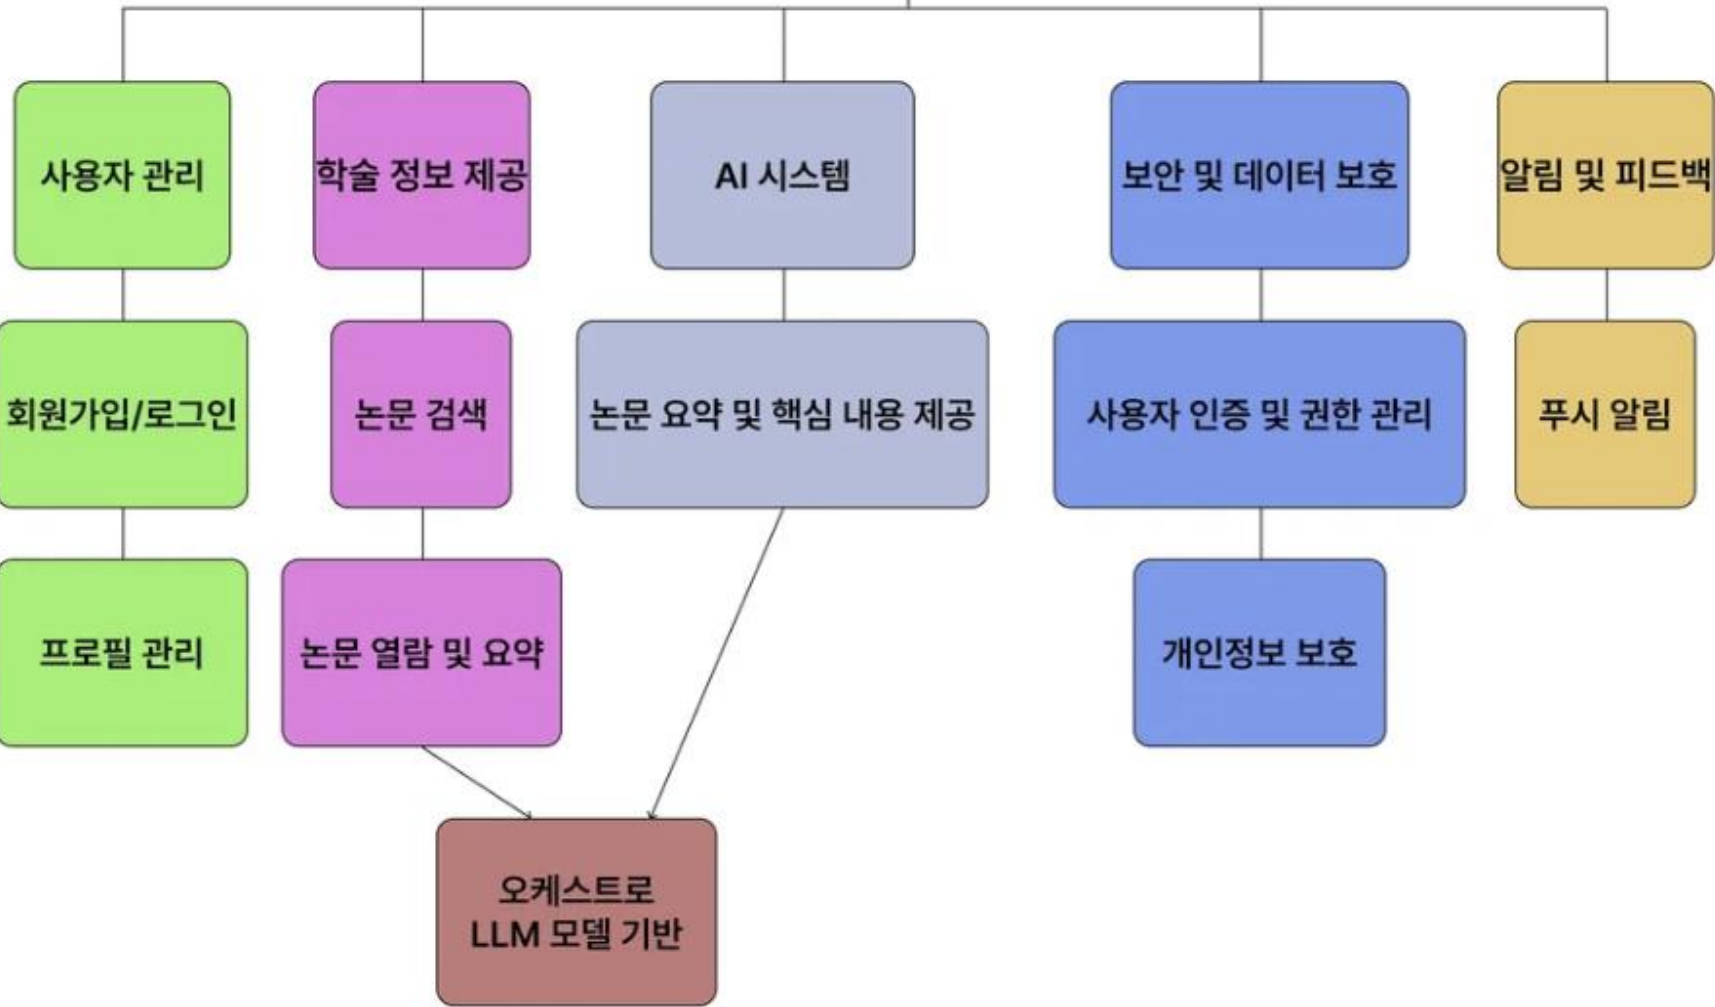 사용자 관리
학술 정보 제공
AI 시스템
보안 및 데이터 보호
알림 및 피드백
회원가입/로그인
논문 검색
논문 요약 및 핵심 내용 제공
사용자 인증 및 권한 관리
푸시 알림
프로필 관리
논문 열람 및 요약
개인정보 보호
오케스트로
LLM 모델 기반